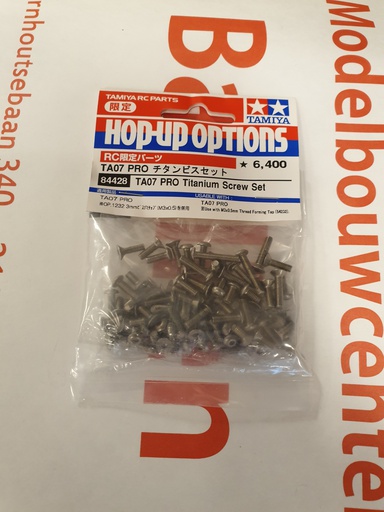 TAMIYA RC PARTS
限定
TAMIYA
HOP-UP OPTIONS
RC限定パーツ
★ 6,400
TA07 PRO チタンビスセット
84428 TA07 PRO Titanium Screw Set
TA07 PRO
USABLE WITH :
TA07 PRO
Modelbouwcenter
rnhoutsebaan 340